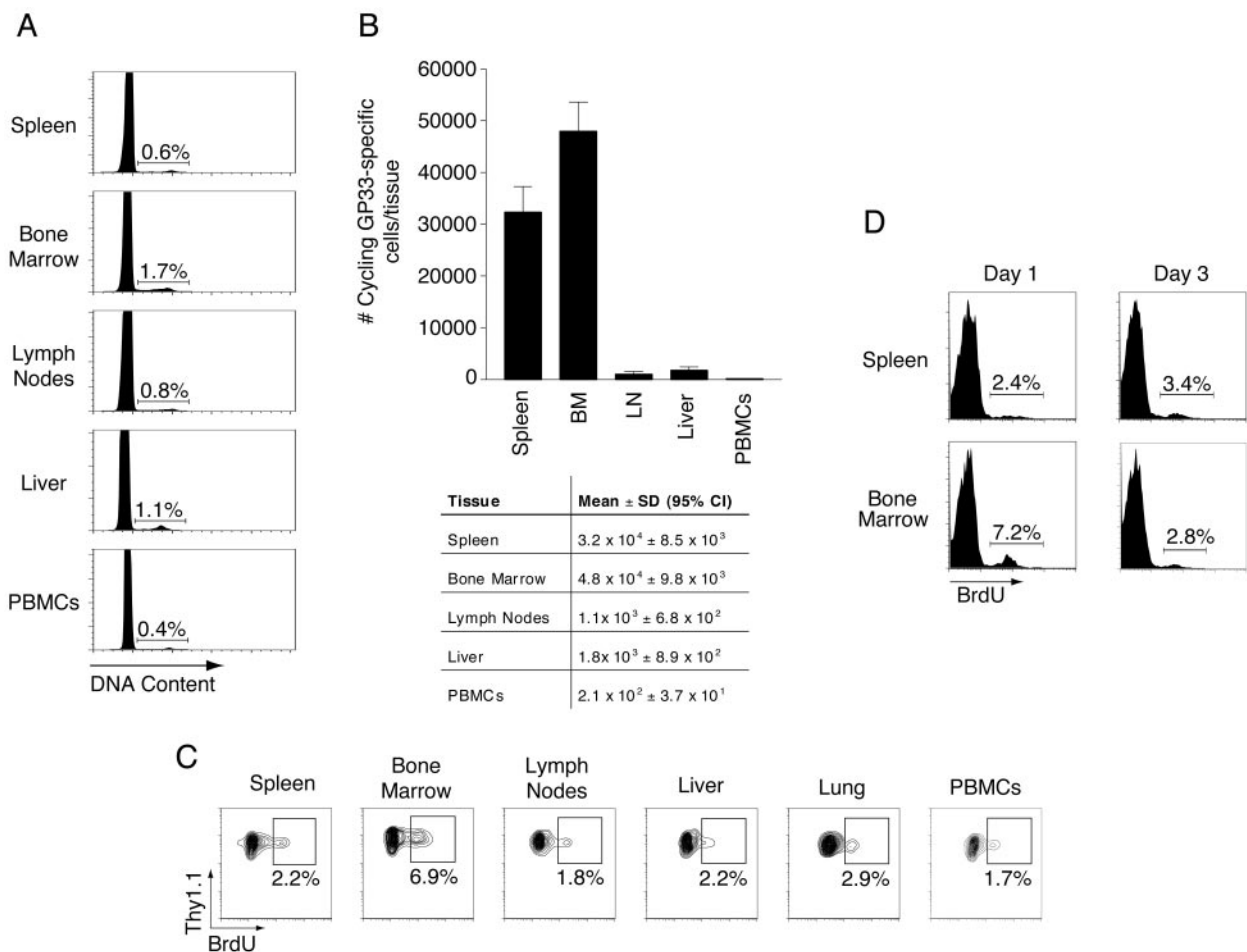 A
Spleen
0.6%
Bone
Marrow
1.7%
Lymph
Nodes
0.8%
Liver
1.1%
PBMCs
0.4%
DNA Content
B
# Cycling GP33-specific
cells/tissue
60000
50000
40000
30000
20000
10000
0
Spleen
BM
LN
Liver
PBMCs
Tissue Mean ± SD (95% CI)
Spleen 3.2 x 10⁴ ± 8.5 x 10³
Bone Marrow 4.8 x 10⁴ ± 9.8 x 10³
Lymph Nodes 1.1x 10³ ± 6.8 x 10²
Liver 1.8x 10³ ± 8.9 x 10²
PBMCs 2.1 x 10² ± 3.7 x 10¹
D
Day 1 Day 3
Spleen
2.4% 3.4%
Bone
Marrow
7.2% 2.8%
BrdU
C
Spleen
2.2%
Bone
Marrow
6.9%
Lymph
Nodes
1.8%
Liver
2.2%
Lung
2.9%
PBMCs
1.7%
Thy1.1
BrdU